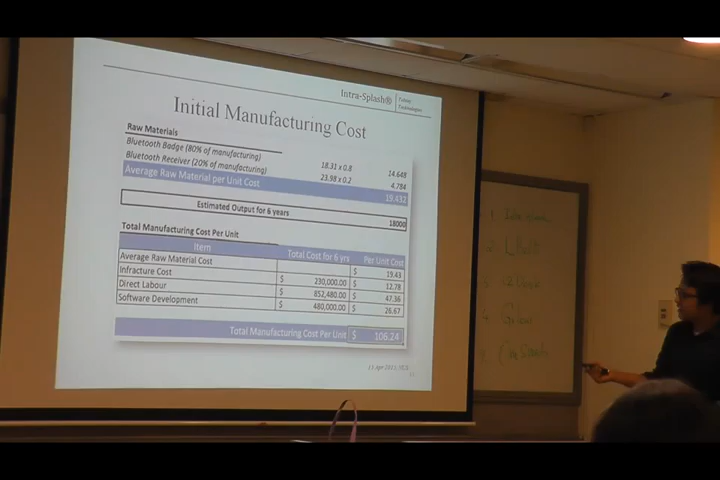 Intra-Splash®
Initial Manufacturing Cost
Raw Materials
Bluetooth Badge (80% of manufacturing) 18.31 x 0.8 14.648
Bluetooth Receiver (20% of manufacturing) 23.98 x 0.2 4.784
Average Raw Material per Unit Cost 19.432
Estimated Output for 6 years 18000
Total Manufacturing Cost Per Unit
Item Total Cost for 6 yrs Per Unit Cost
Average Raw Material Cost $ 19.43
Infracture Cost $ 230,000.00 $ 12.78
Direct Labour $ 852,480.00 $ 47.36
Software Development $ 480,000.00 $ 26.67
Total Manufacturing Cost Per Unit $ 106.24